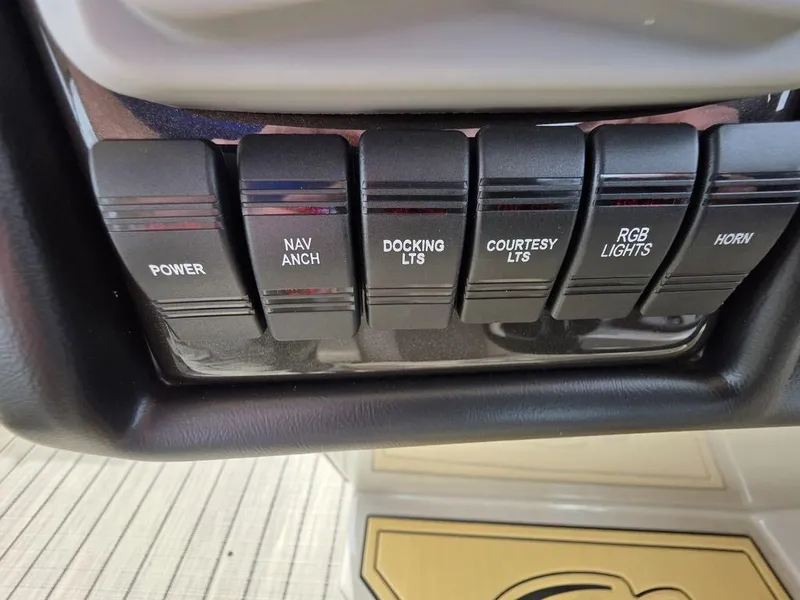 POWER
NAV
ANCH
DOCKING
LTS
COURTESY
LTS
RGB
LIGHTS
HORN